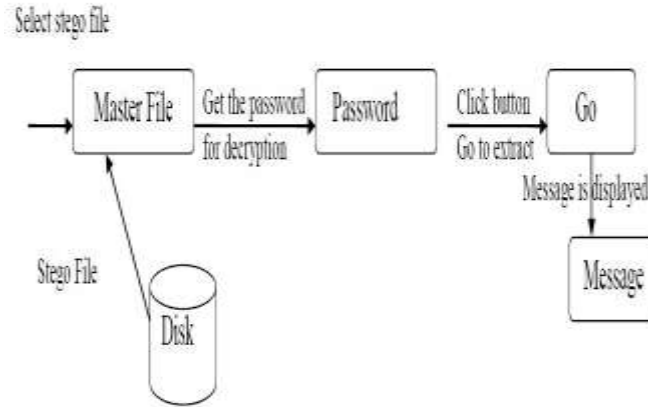 Select stego file
Master File
Get the password
for decryption
Password
Click button
Go to extract
Go
Message is displayed
Message
Stego File
Disk